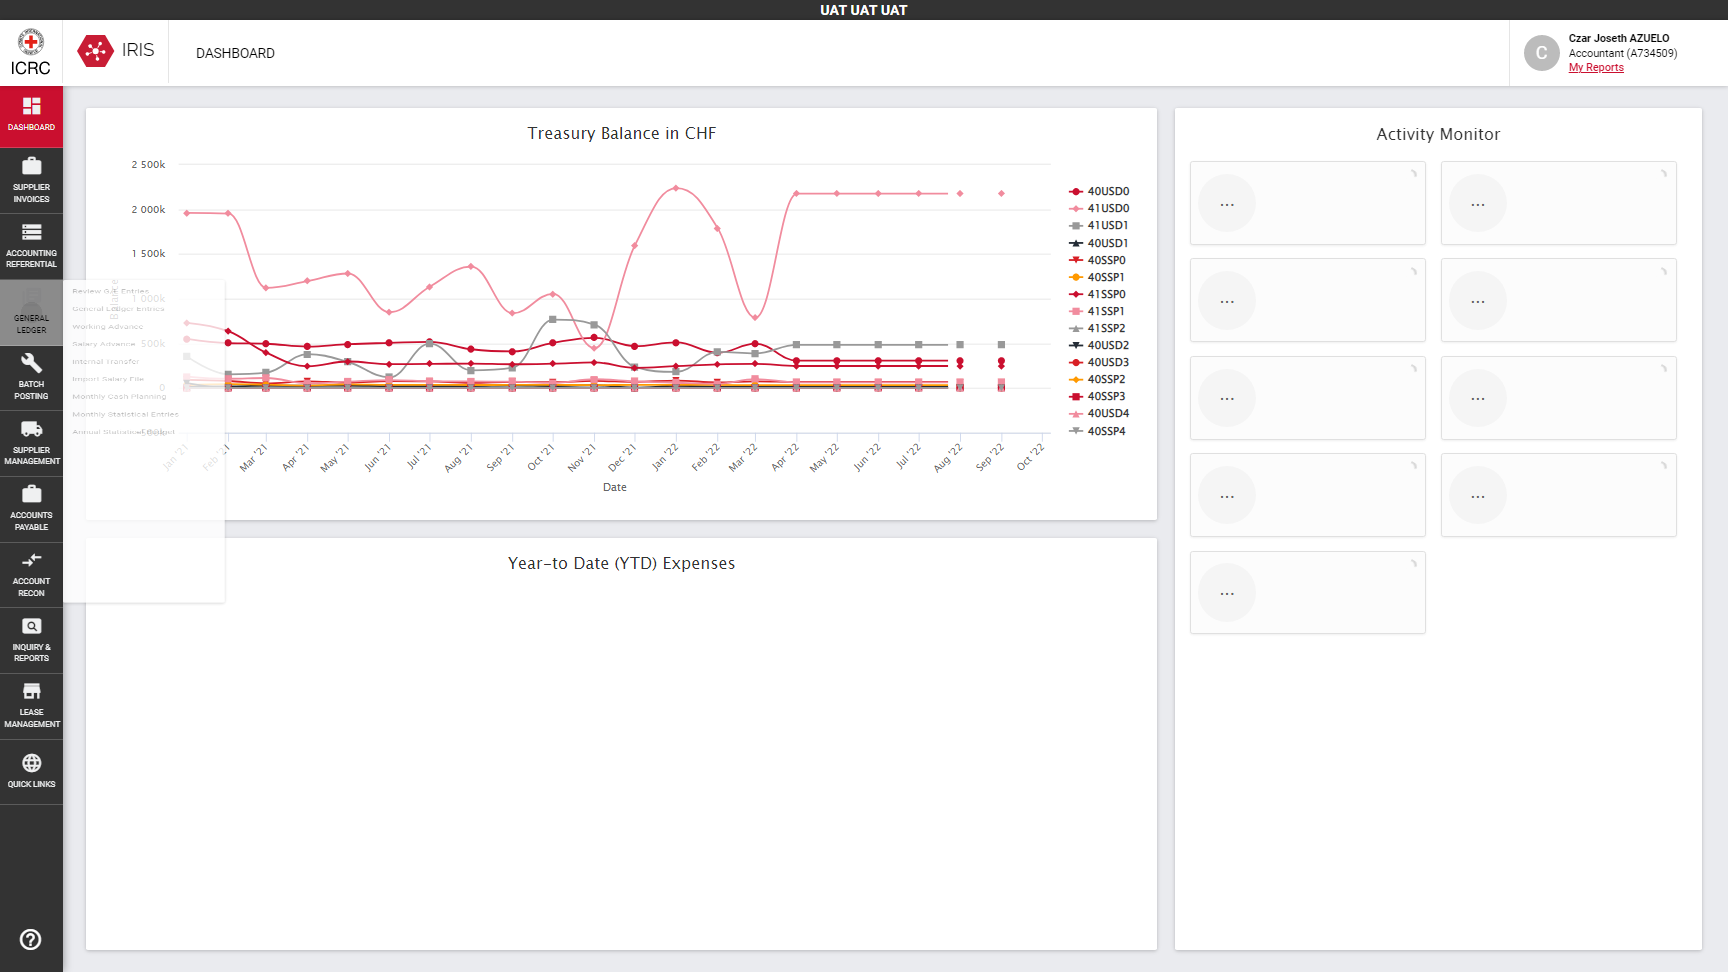 UAT UAT UAT
ICRC
IRIS
DASHBOARD
Czar Joseth AZUELO
Accountant (A734509)
My Reports
C
DASHBOARD
SUPPLIER
INVOICES
ACCOUNTING
REFERENTIAL
GENERAL
LEDGER
BATCH
POSTING
SUPPLIER
MANAGEMENT
ACCOUNTS
PAYABLE
ACCOUNT
RECON
INQUIRY &
REPORTS
LEASE
MANAGEMENT
QUICK LINKS
Review G/L Entries
General Ledger Entries
Working Advance
Salary Advance
Internal Transfer
Import Salary File
Monthly Cash Planning
Monthly Statistical Entries
Annual Statistical Budget
Treasury Balance in CHF
Balance
2 500k
2 000k
1 500k
1 000k
500k
0
-500k
Jan '21
Feb '21
Mar '21
Apr '21
May '21
Jun '21
Jul '21
Aug '21
Sep '21
Oct '21
Nov '21
Dec '21
Jan '22
Feb '22
Mar '22
Apr '22
May '22
Jun '22
Jul '22
Aug '22
Sep '22
Oct '22
Date
40USD0
41USD0
41USD1
40USD1
40SSP0
40SSP1
41SSP0
41SSP1
41SSP2
40USD2
40USD3
40SSP2
40SSP3
40USD4
40SSP4
Year-to Date (YTD) Expenses
Activity Monitor
...
...
...
...
...
...
...
...
...